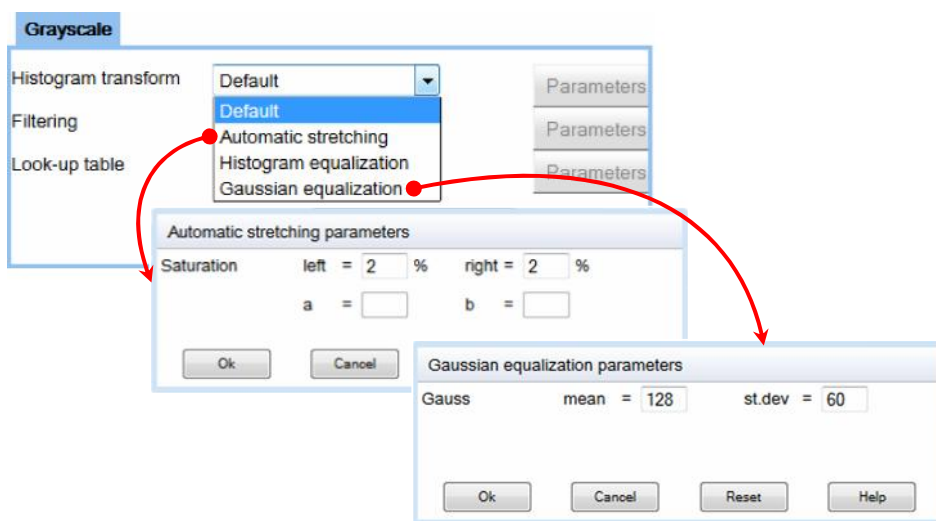 Grayscale
Histogram transform Default Parameters
Default
Filtering Parameters
Automatic stretching
Look-up table Histogram equalization Parameters
Gaussian equalization
Automatic stretching parameters
Saturation left = 2 % right = 2 %
a = b =
Ok Cancel
Gaussian equalization parameters
Gauss mean = 128 st.dev = 60
Ok Cancel Reset Help